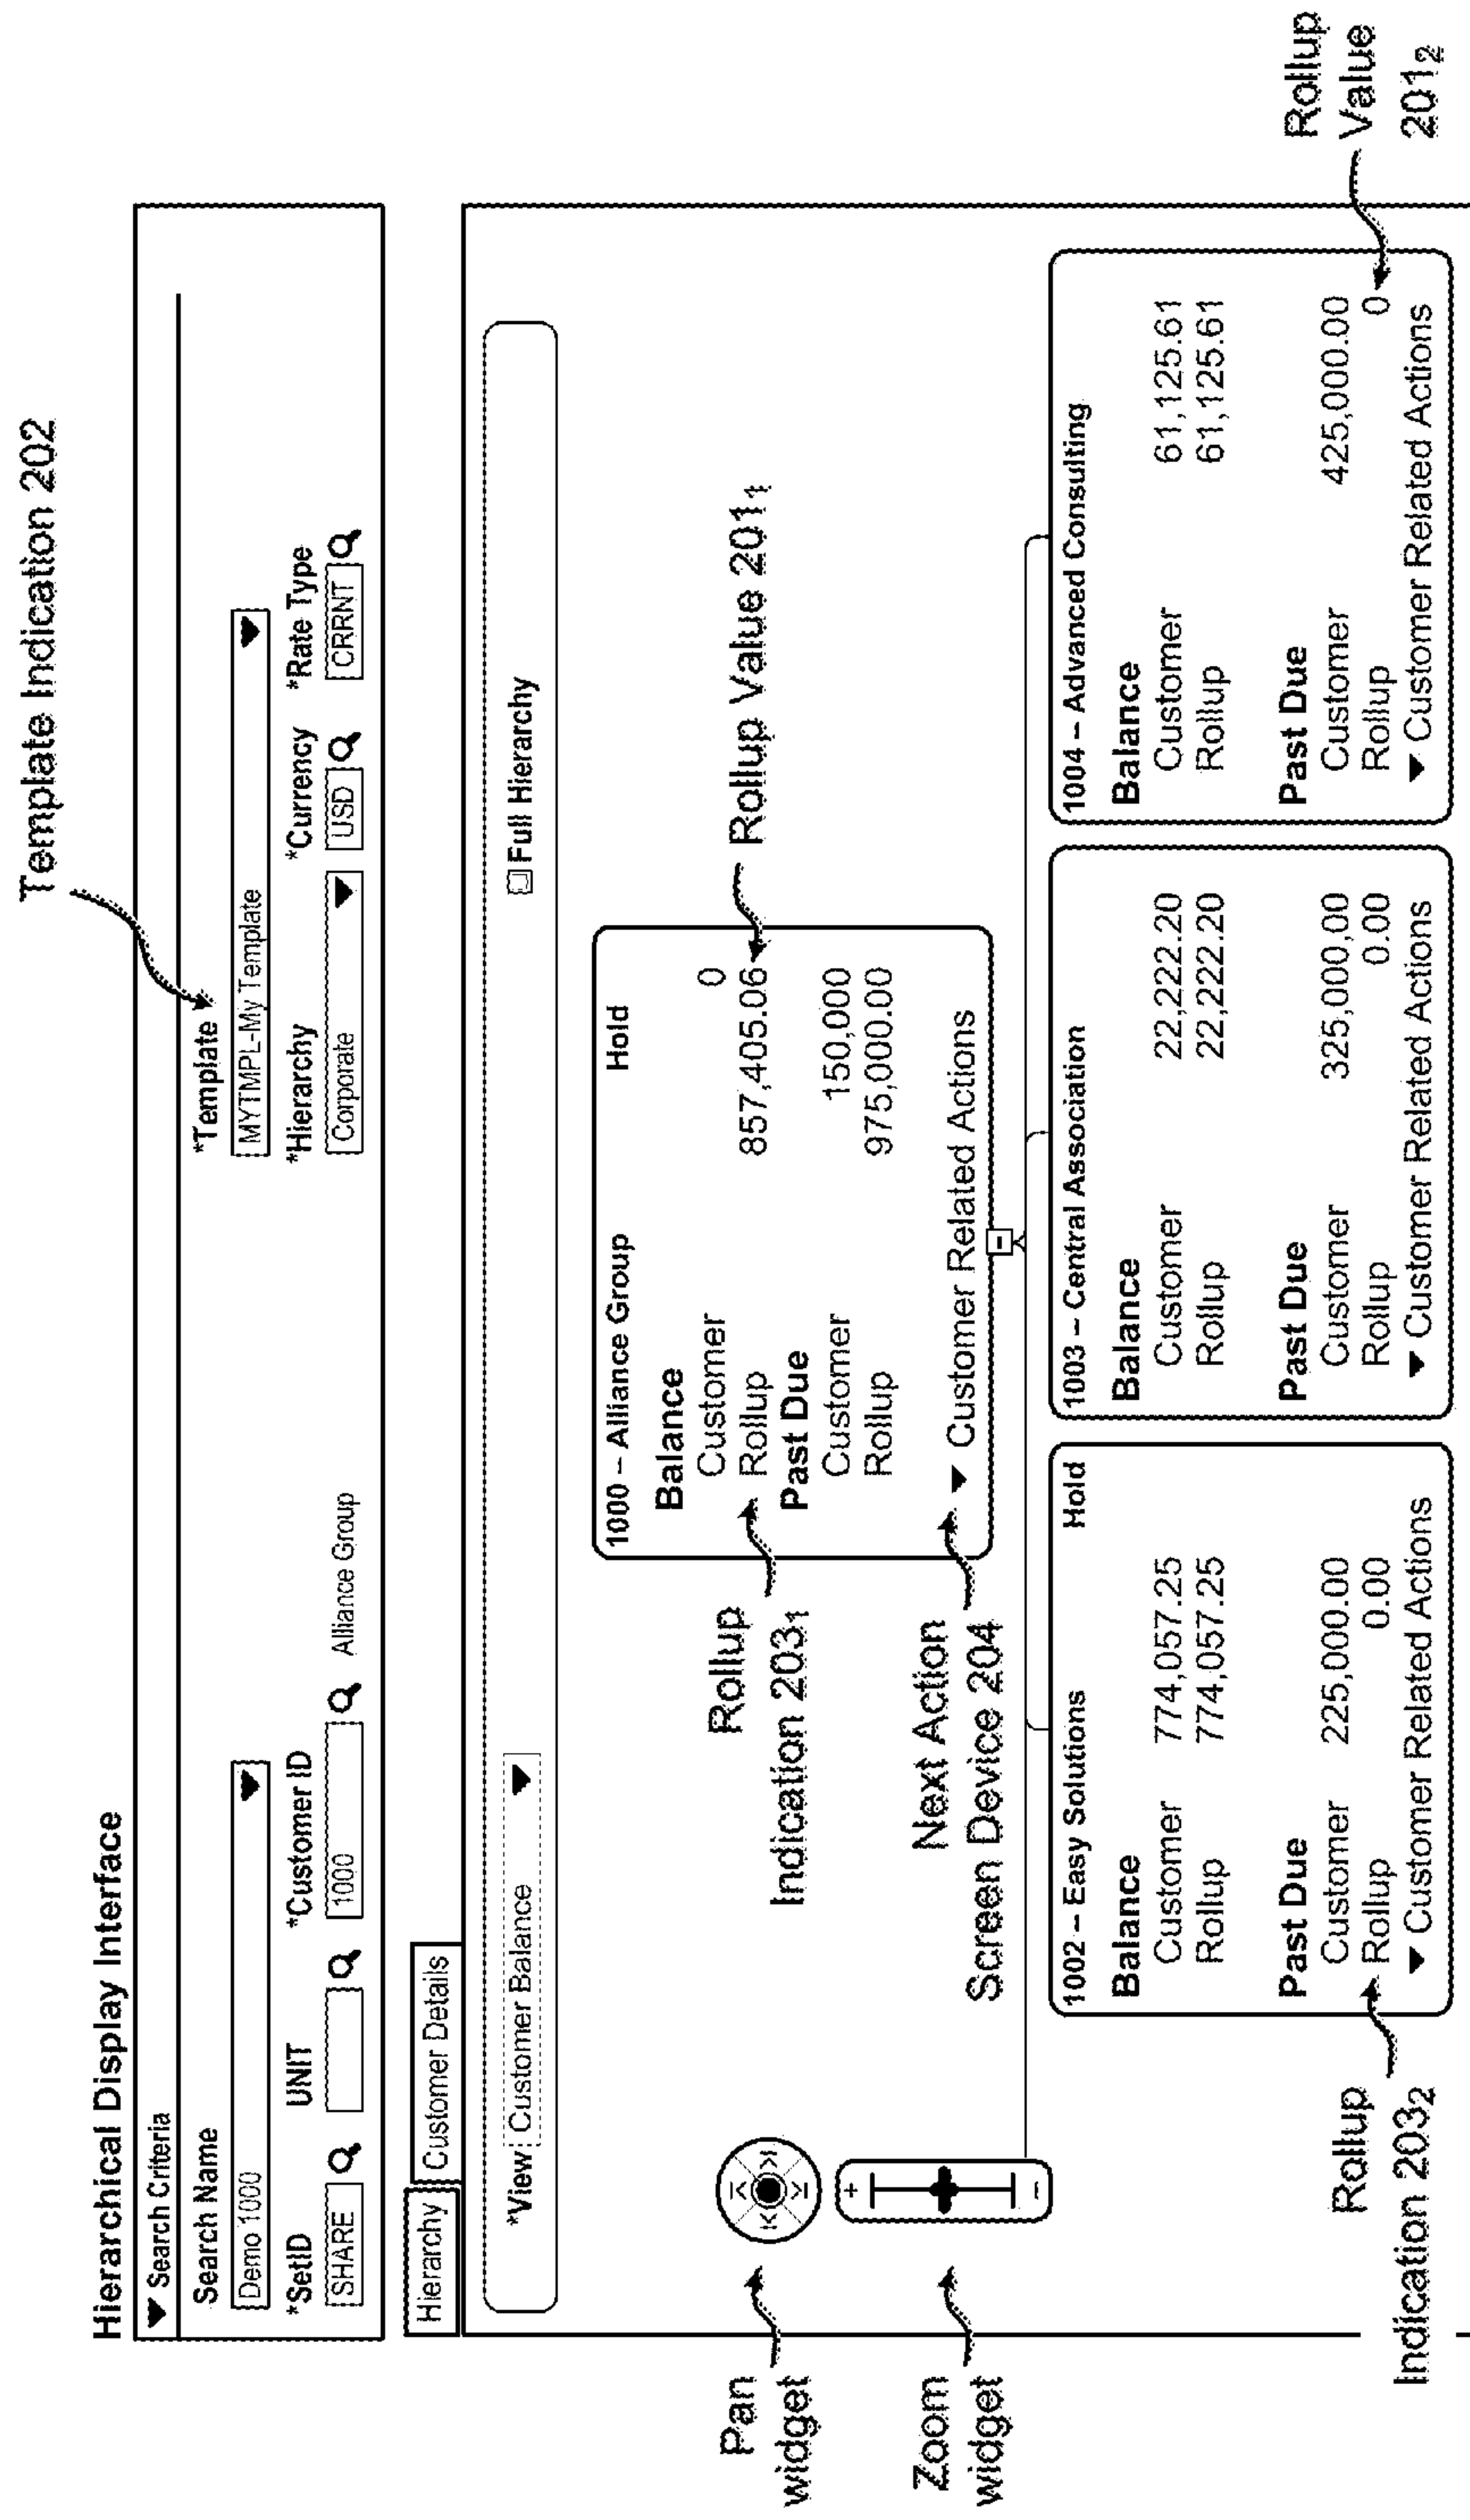 Template Indication 202
Hierarchical Display Interface
▼ Search Criteria
Search Name
*Template
Demo 1000
MYTMPL-My Template
*SetID
UNIT
*Customer ID
*Hierarchy
*Currency
*Rate Type
SHARE
1000
Alliance Group
Corporate
USD
CRRNT
Hierarchy
Customer Details
*View
Customer Balance
Full Hierarchy
1000 – Alliance Group Hold
Balance
Customer 0
Rollup 857,405.06
Past Due
Customer 150,000
Rollup 975,000.00
▼ Customer Related Actions
Rollup Value 201₁
Rollup
Indication 203₁
Next Action
Screen Device 204
Pan
widget
Zoom
widget
+
-
1002 – Easy Solutions Hold
Balance
Customer 774,057.25
Rollup 774,057.25
Past Due
Customer 225,000.00
Rollup 0.00
▼ Customer Related Actions
1003 – Central Association
Balance
Customer 22,222.20
Rollup 22,222.20
Past Due
Customer 325,000,00
Rollup 0.00
▼ Customer Related Actions
1004 – Advanced Consulting
Balance
Customer 61,125.61
Rollup 61,125.61
Past Due
Customer 425,000.00
Rollup 0
▼ Customer Related Actions
Rollup
Value
201₂
Rollup
Indication 203₂